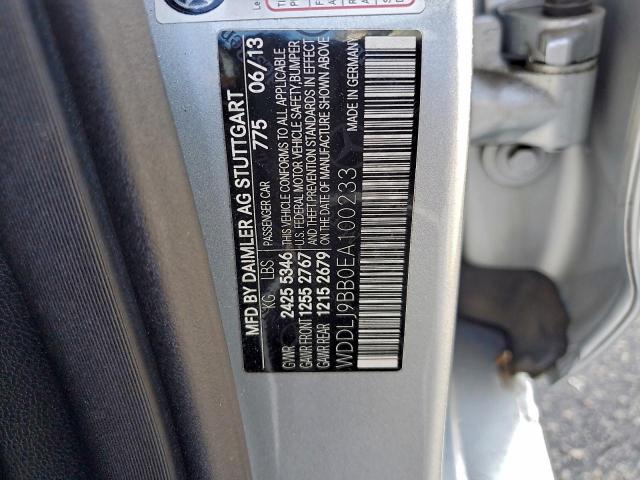 MFD BY DAIMLER AG STUTTGART 06/13
PASSENGER CAR 775
KG LBS
GVWR 2425 5346 THIS VEHICLE CONFORMS TO ALL APPLICABLE
GAWR FRONT 1255 2767 U.S. FEDERAL MOTOR VEHICLE SAFETY,BUMPER
AND THEFT PREVENTION STANDARDS IN EFFECT
GAWR REAR 1215 2679 ON THE DATE OF MANUFACTURE SHOWN ABOVE
WDDLJ9BB0EA100233
MADE IN GERMANY